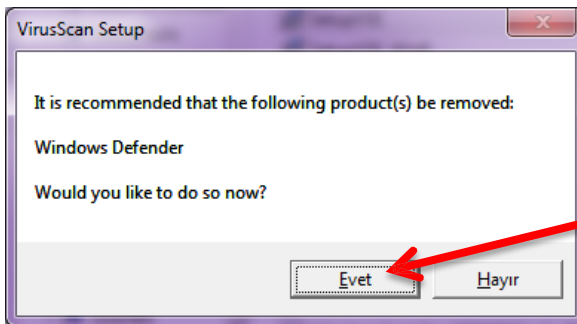 VirusScan Setup
It is recommended that the following product(s) be removed:
Windows Defender
Would you like to do so now?
Evet
Hayır